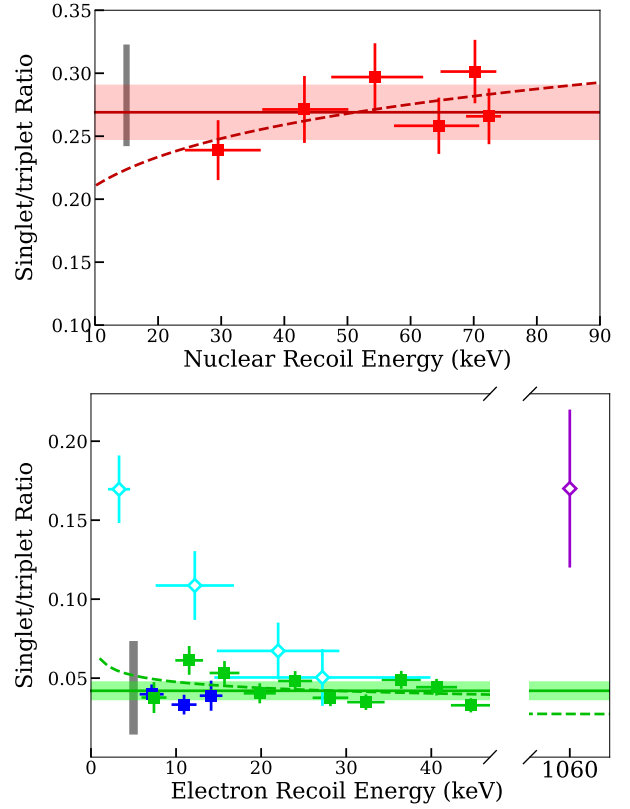 0.35
0.30
0.25
0.20
0.15
0.10
Singlet/triplet Ratio
10 20 30 40 50 60 70 80 90
Nuclear Recoil Energy (keV)
0.20
0.15
0.10
0.05
Singlet/triplet Ratio
0 10 20 30 40 1060
Electron Recoil Energy (keV)